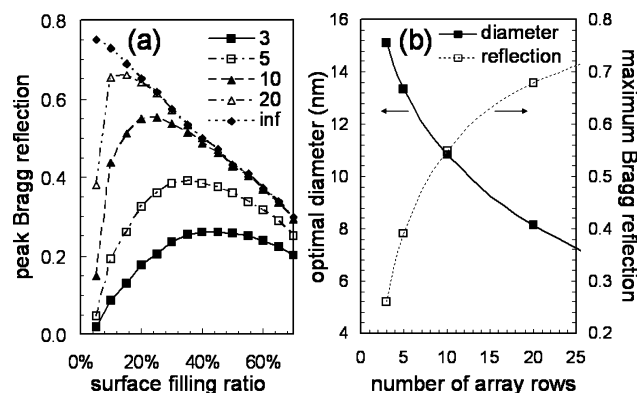 (a)
3
5
10
20
inf
0.8
0.6
0.4
0.2
0.0
peak Bragg reflection
0% 20% 40% 60%
surface filling ratio
(b)
diameter
reflection
16
14
12
10
8
6
4
optimal diameter (nm)
0.8
0.7
0.6
0.5
0.4
0.3
0.2
maximum Bragg
reflection
0 5 10 15 20 25
number of array rows